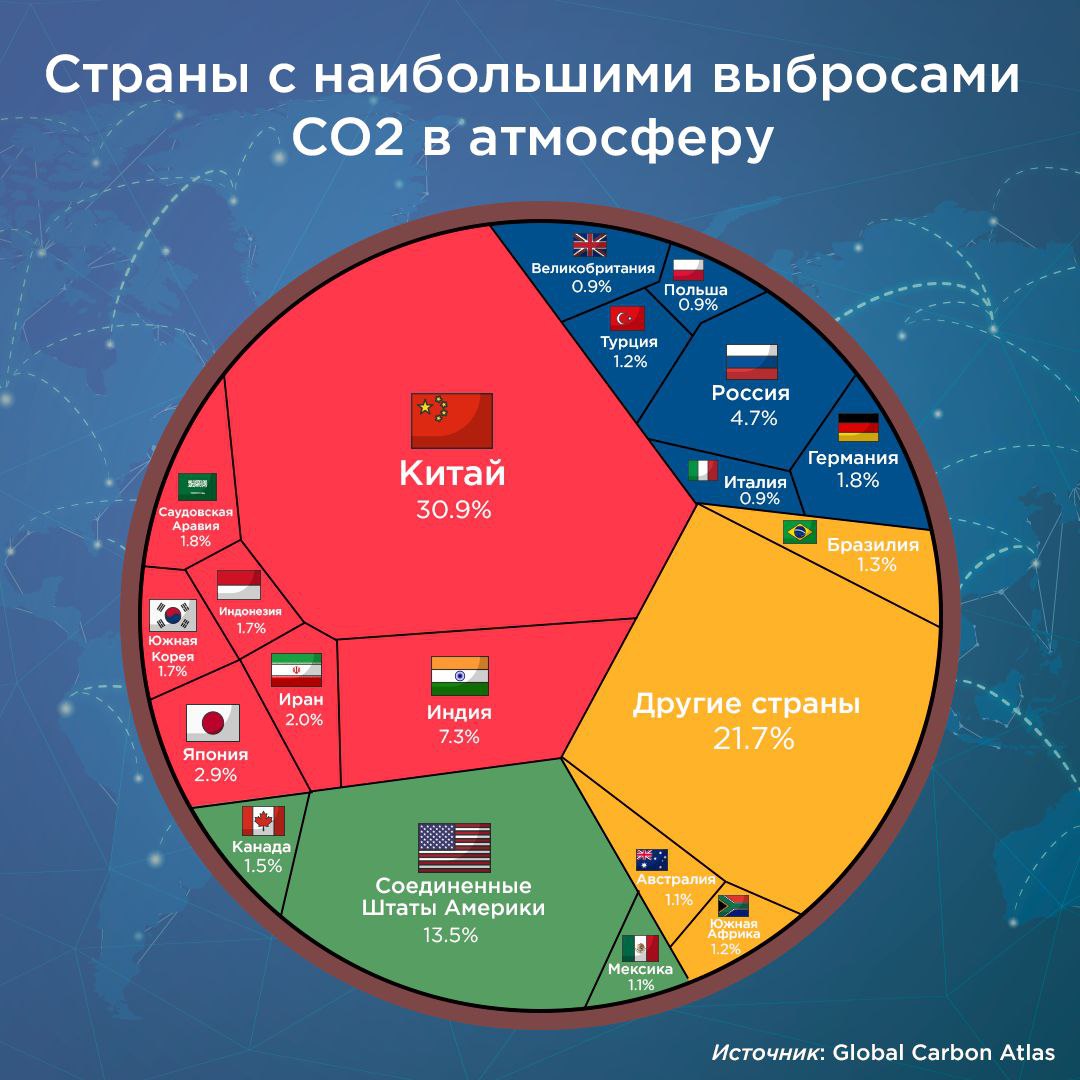 Страны с наибольшими выбросами
СО2 в атмосферу
Великобритания
0.9%
Польша
0.9%
Турция
1.2%
Россия
4.7%
Германия
1.8%
Италия
0.9%
Китай
30.9%
Саудовская
Аравия
1.8%
Бразилия
1.3%
Индонезия
1.7%
Южная
Корея
1.7%
Иран
2.0%
Индия
7.3%
Другие страны
21.7%
Япония
2.9%
Канада
1.5%
Соединенные
Штаты Америки
13.5%
Австралия
1.1%
Южная
Африка
1.2%
Мексика
1.1%
Источник: Global Carbon Atlas